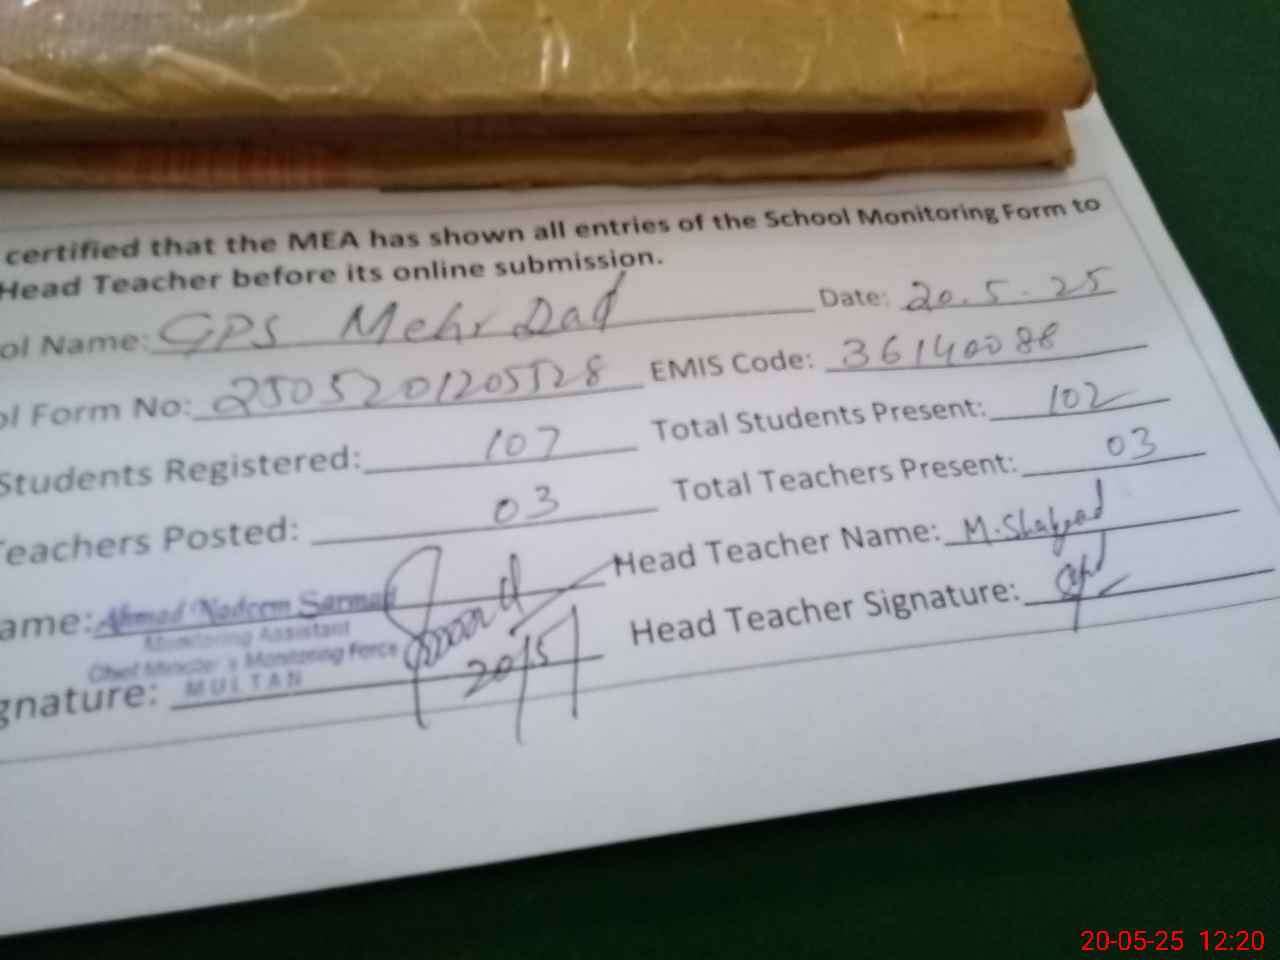 certified that the MEA has shown all entries of the School Monitoring Form to
Head Teacher before its online submission.
ol Name: GPS Mehr Dad Date: 20.5.25
ol Form No: 2505201205528 EMIS Code: 36140088
Students Registered: 107 Total Students Present: 102
Teachers Posted: 03 Total Teachers Present: 03
ame: Ahmad Nadeem Sarmad Head Teacher Name: M. Shahzad
Monitoring Assistant
Chief Minister's Monitoring Force
MULTAN
gnature: 20/5 Head Teacher Signature:
20-05-25 12:20